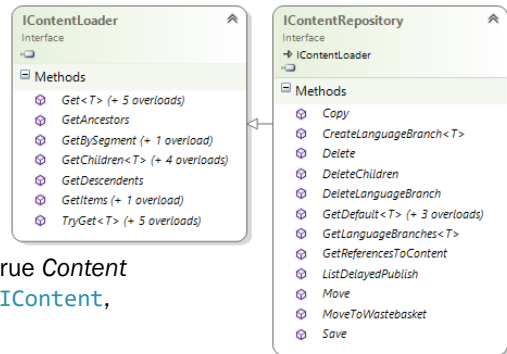 IContentLoader
Interface
Methods
Get<T> (+ 5 overloads)
GetAncestors
GetBySegment (+ 1 overload)
GetChildren<T> (+ 4 overloads)
GetDescendents
GetItems (+ 1 overload)
TryGet<T> (+ 5 overloads)
rue Content
IContent,
IContentRepository
Interface
IContentLoader
Methods
Copy
CreateLanguageBranch<T>
Delete
DeleteChildren
DeleteLanguageBranch
GetDefault<T> (+ 3 overloads)
GetLanguageBranches<T>
GetReferencesToContent
ListDelayedPublish
Move
MoveToWastebasket
Save